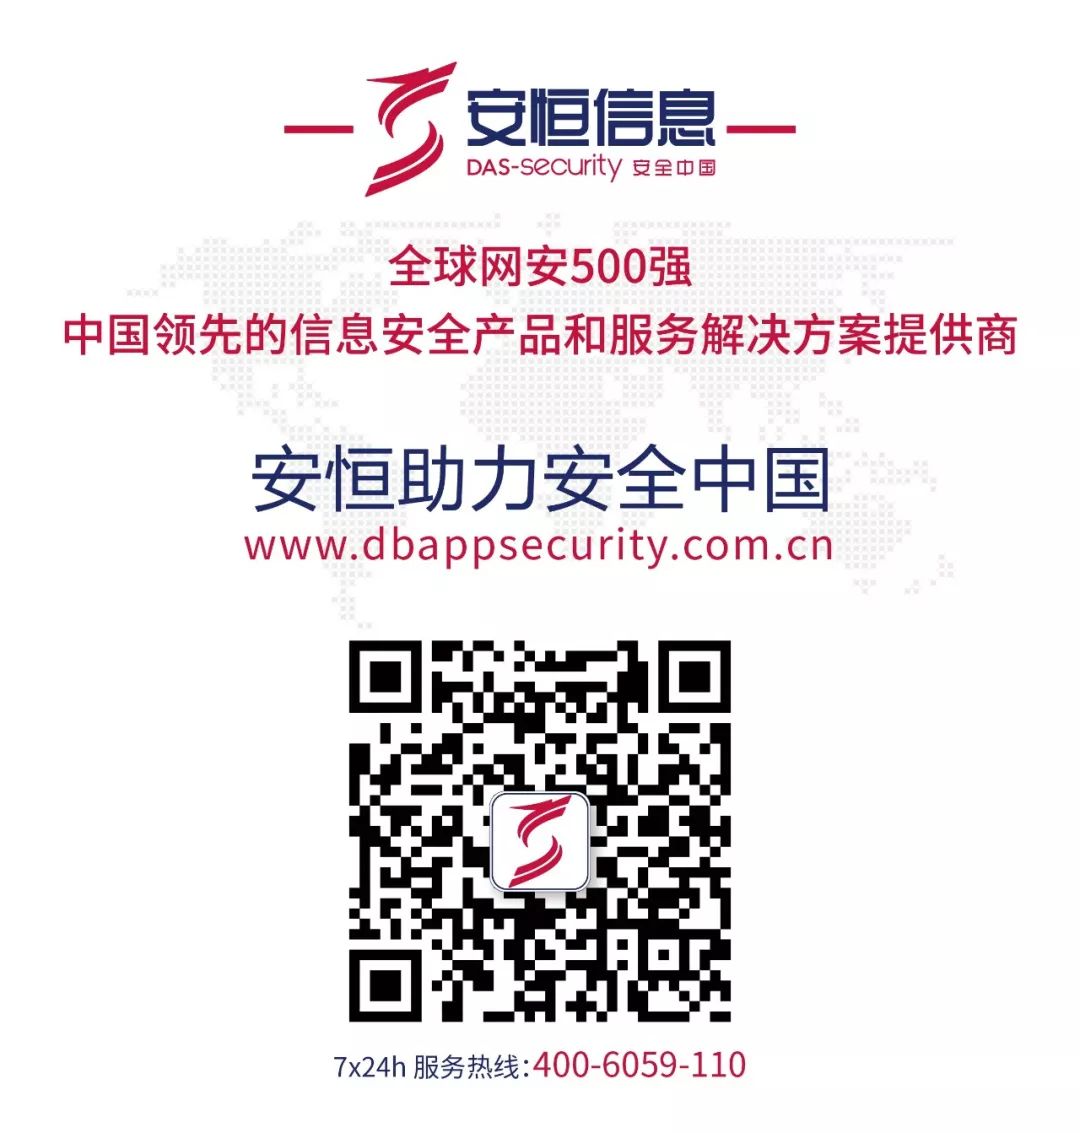 安恒信息
DAS-security 安全中国
全球网安500强
中国领先的信息安全产品和服务解决方案提供商
安恒助力安全中国
www.dbappsecurity.com.cn
7x24h 服务热线:400-6059-110